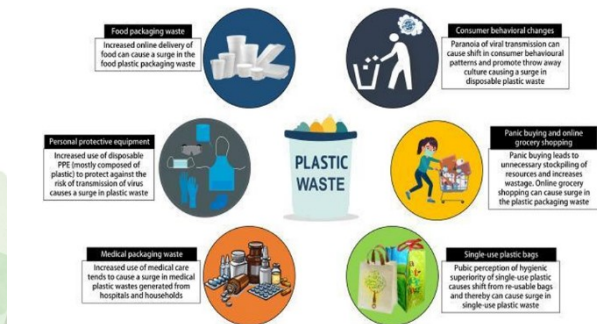 Food packaging waste
Increased online delivery of
food can cause a surge in the
food plastic packaging waste
Consumer behavioral changes
Paranoia of viral transmission can
cause shift in consumer behavioural
patterns and promote throw away
culture causing a surge in
disposable plastic waste
Personal protective equipment
Increased use of disposable
PPE (mostly composed of
plastic) to protect against the
risk of transmission of virus
causes a surge in plastic waste
PLASTIC
WASTE
Panic buying and online
grocery shopping
Panic buying leads to
unnecessary stockpiling of
resources and increases
wastage. Online grocery
shopping can cause surge in
the plastic packaging waste
Medical packaging waste
Increased use of medical care
tends to cause a surge in medical
plastic wastes generated from
hospitals and households
Single-use plastic bags
Pubic perception of hygienic
superiority of single-use plastic
causes shift from re-usable bags
and thereby can cause surge in
single-use plastic waste